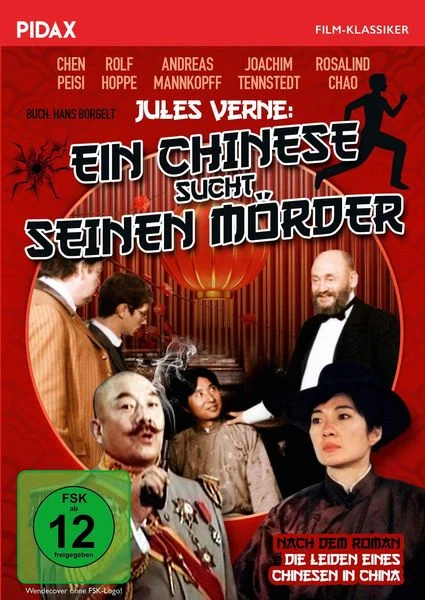 PIDAX
FILM-KLASSIKER
CHEN PEISI
ROLF HOPPE
ANDREAS MANNKOPFF
JOACHIM TENNSTEDT
ROSALIND CHAO
BUCH: HANS BORGELT
JULES VERNE:
EIN CHINESE
SUCHT
SEINEN MÖRDER
FSK
ab
12
freigegeben
NACH DEM ROMAN
DIE LEIDEN EINES
CHINESEN IN CHINA
Wendecover ohne FSK-Logo!